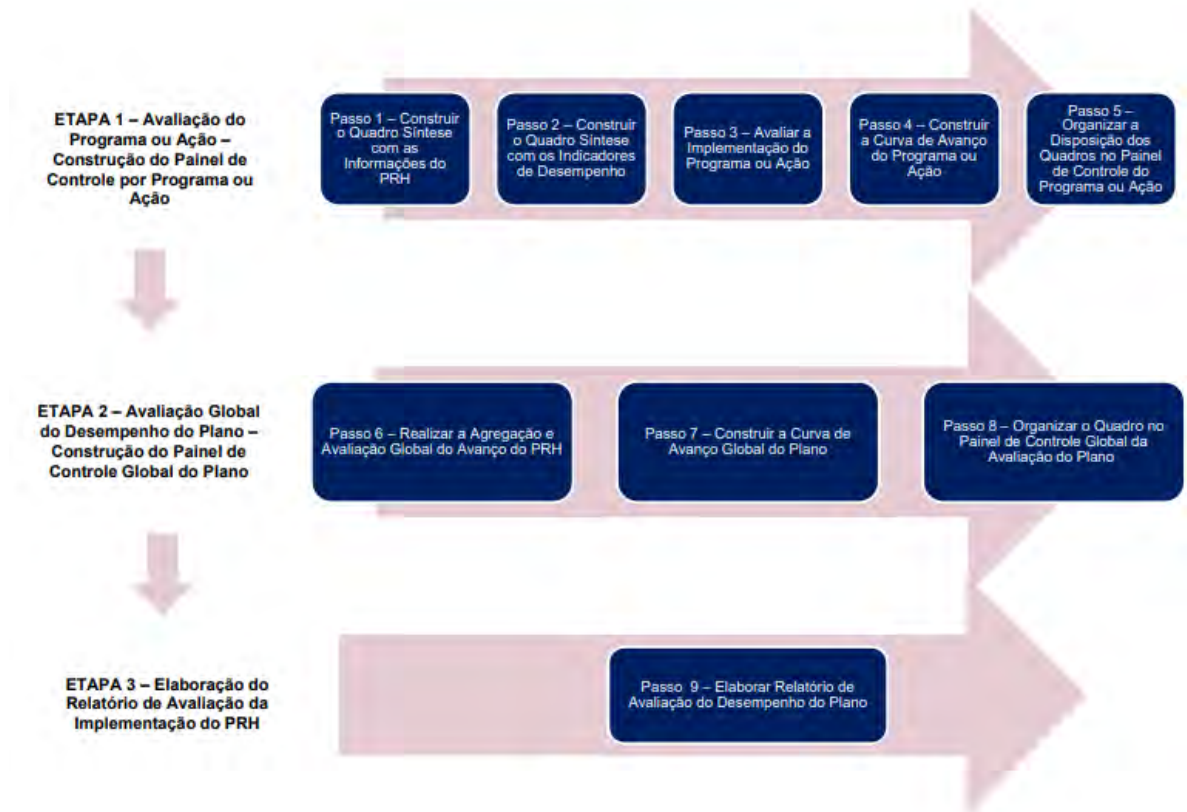 ETAPA 1 – Avaliação do
Programa ou Ação –
Construção do Painel de
Controle por Programa ou
Ação
Passo 1 – Construir
o Quadro Síntese
com as
Informações do
PRH
Passo 2 – Construir
o Quadro Síntese
com os Indicadores
de Desempenho
Passo 3 – Avaliar a
Implementação do
Programa ou Ação
Passo 4 – Construir
a Curva de Avanço
do Programa ou
Ação
Passo 5 –
Organizar a
Disposição dos
Quadros no Painel
de Controle do
Programa ou Ação
ETAPA 2 – Avaliação Global
do Desempenho do Plano –
Construção do Painel de
Controle Global do Plano
Passo 6 – Realizar a Agregação e
Avaliação Global do Avanço do PRH
Passo 7 – Construir a Curva de
Avanço Global do Plano
Passo 8 – Organizar o Quadro no
Painel de Controle Global da
Avaliação do Plano
ETAPA 3 – Elaboração do
Relatório de Avaliação da
Implementação do PRH
Passo 9 – Elaborar Relatório de
Avaliação do Desempenho do Plano